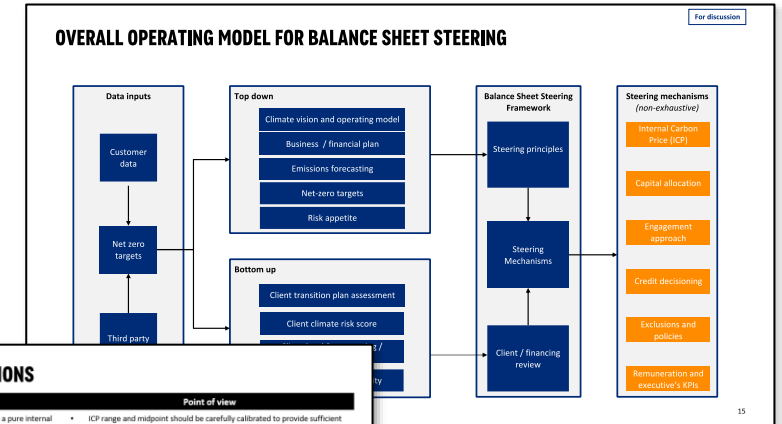 For discussion
OVERALL OPERATING MODEL FOR BALANCE SHEET STEERING
Data inputs
Customer
data
Net zero
targets
Third party
Top down
Climate vision and operating model
Business / financial plan
Emissions forecasting
Net-zero targets
Risk appetite
Bottom up
Client transition plan assessment
Client climate risk score
Balance Sheet Steering
Framework
Steering principles
Steering
Mechanisms
Client / financing
review
Steering mechanisms
(non-exhaustive)
Internal Carbon
Price (ICP)
Capital allocation
Engagement
approach
Credit decisioning
Exclusions and
policies
Remuneration and
executive's KPIs
15
IONS
Point of view
a pure internal
• ICP range and midpoint should be carefully calibrated to provide sufficient